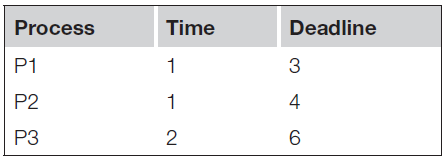 Process Time Deadline
P1 1 3
P2 1 4
P3 2 6